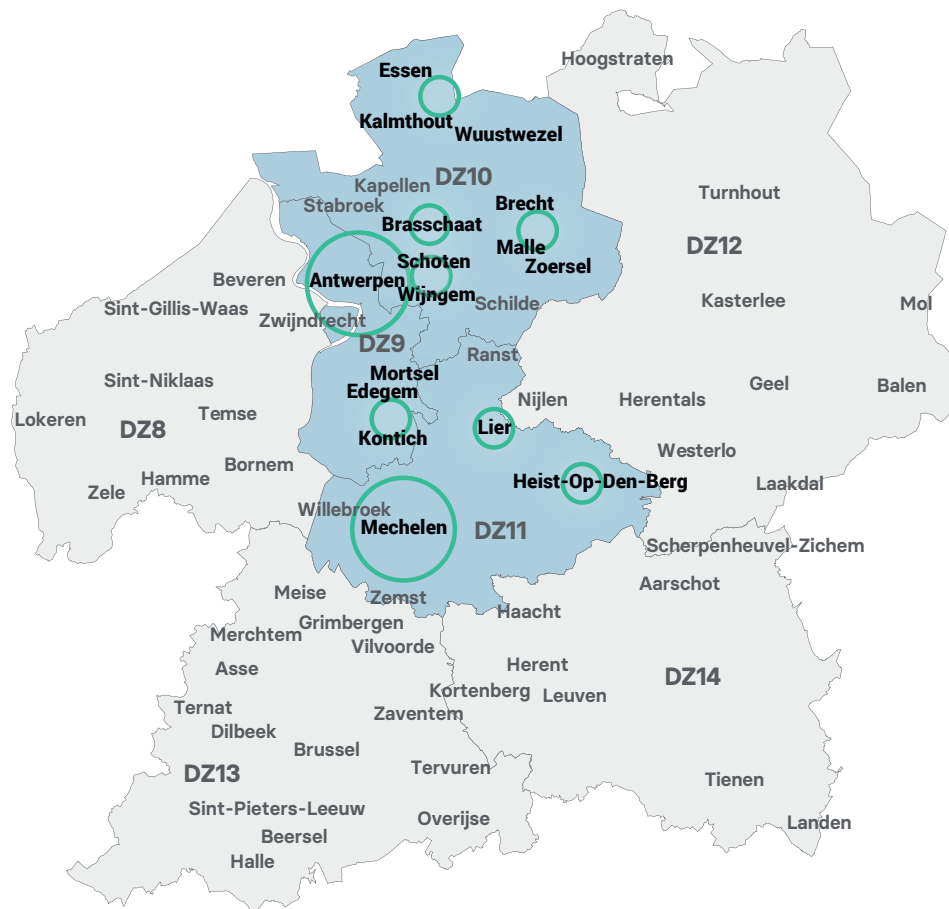 Hoogstraten
Essen
Kalmthout
Wuustwezel
DZ10
Kapellen
Turnhout
Stabroek
Brecht
Brasschaat
DZ12
Malle
Schoten
Zoersel
Beveren
Antwerpen
Wijngem
Sint-Gillis-Waas
Schilde
Kasterlee
Mol
Zwijndrecht
DZ9
Ranst
Mortsel
Sint-Niklaas
Edegem
Geel
Balen
Nijlen
Herentals
Lokeren
Temse
DZ8
Lier
Kontich
Westerlo
Bornem
Hamme
Heist-Op-Den-Berg
Laakdal
Zele
Willebroek
Mechelen
DZ11
Scherpenheuvel-Zichem
Aarschot
Meise
Zemst
Haacht
Grimbergen
Merchtem
Vilvoorde
Asse
Herent
DZ14
Kortenberg
Leuven
Ternat
Zaventem
Dilbeek
Brussel
Tervuren
DZ13
Tienen
Sint-Pieters-Leeuw
Overijse
Landen
Beersel
Halle